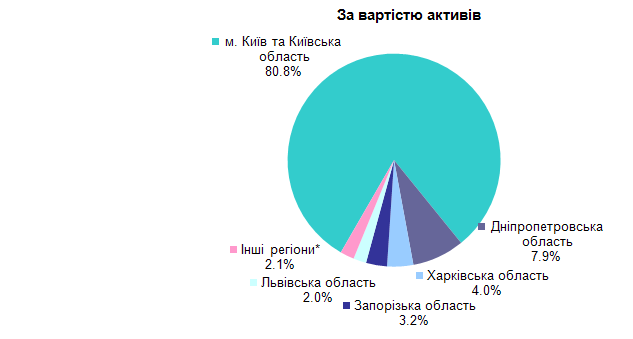 За вартістю активів
м. Київ та Київська
область
80.8%
Дніпропетровська
область
7.9%
Інші регіони*
2.1%
Харківська область
4.0%
Львівська область
2.0%
Запорізька область
3.2%